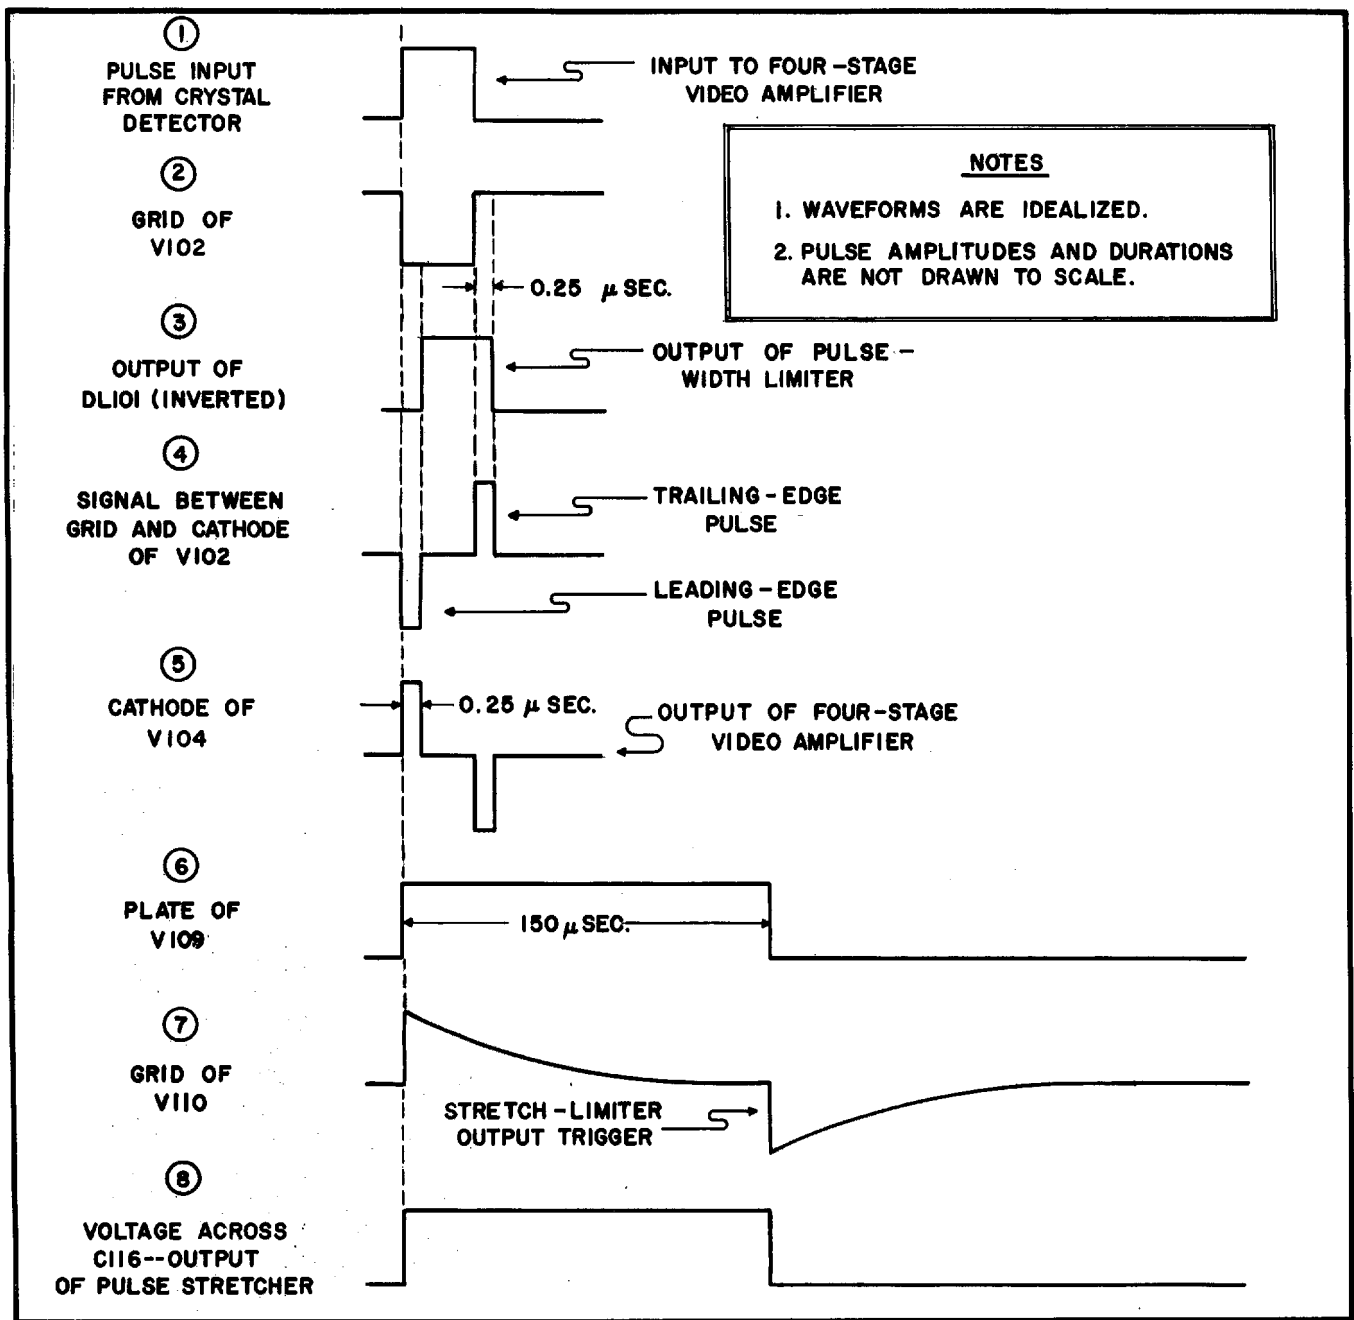 1
PULSE INPUT
FROM CRYSTAL
DETECTOR
INPUT TO FOUR-STAGE
VIDEO AMPLIFIER
NOTES
1. WAVEFORMS ARE IDEALIZED.
2. PULSE AMPLITUDES AND DURATIONS
ARE NOT DRAWN TO SCALE.
2
GRID OF
V102
0.25 μ SEC.
3
OUTPUT OF
DL101 (INVERTED)
OUTPUT OF PULSE-
WIDTH LIMITER
4
SIGNAL BETWEEN
GRID AND CATHODE
OF V102
TRAILING-EDGE
PULSE
LEADING-EDGE
PULSE
5
CATHODE OF
V104
0.25 μ SEC.
OUTPUT OF FOUR-STAGE
VIDEO AMPLIFIER
6
PLATE OF
V109
150 μ SEC.
7
GRID OF
V110
STRETCH-LIMITER
OUTPUT TRIGGER
8
VOLTAGE ACROSS
C116--OUTPUT
OF PULSE STRETCHER